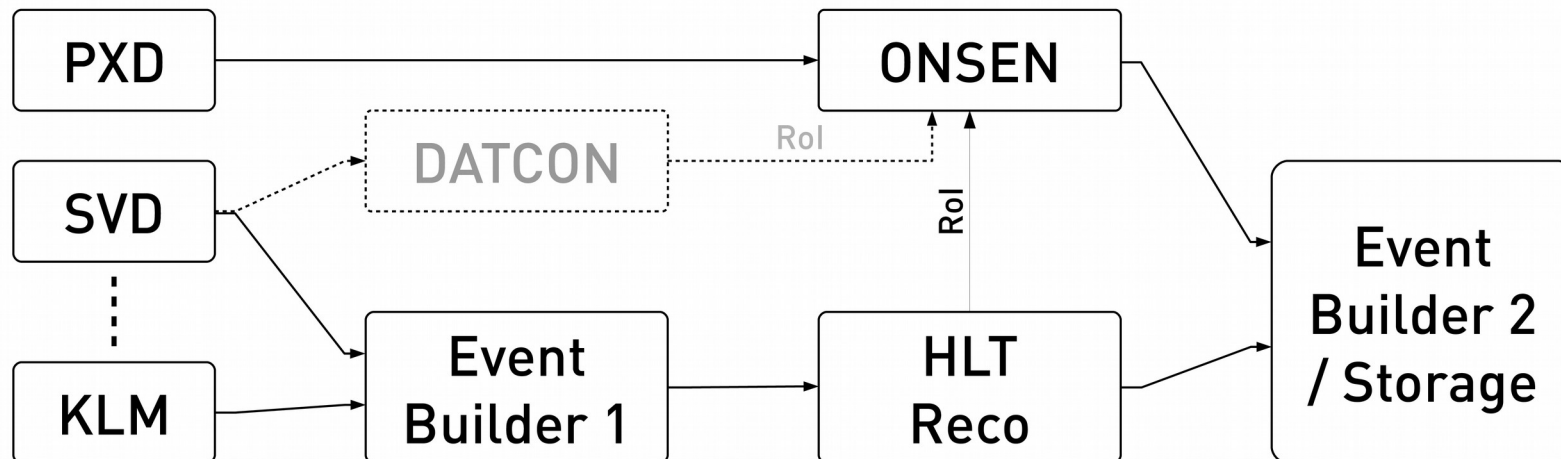 PXD
ONSEN
DATCON
RoI
SVD
RoI
Event
Builder 2
/ Storage
Event
Builder 1
HLT
Reco
KLM